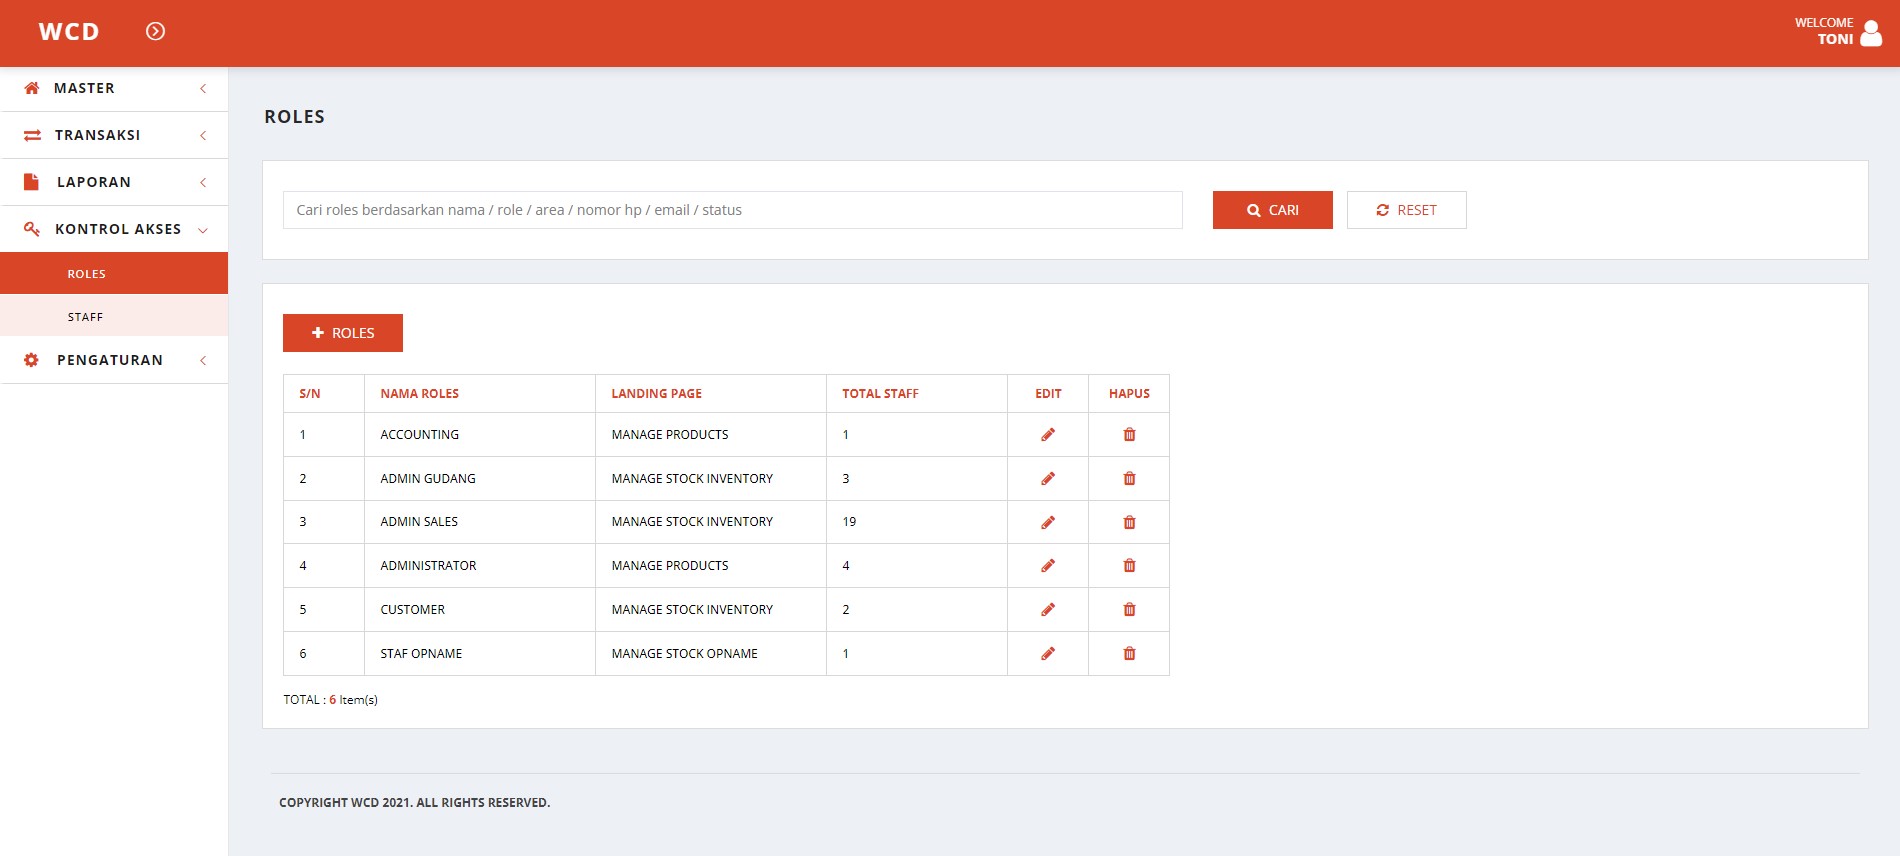 WCD
WELCOME
TONI
MASTER
TRANSAKSI
LAPORAN
KONTROL AKSES
ROLES
STAFF
PENGATURAN
ROLES
Cari roles berdasarkan nama / role / area / nomor hp / email / status
CARI
RESET
ROLES
S/N NAMA ROLES LANDING PAGE TOTAL STAFF EDIT HAPUS
1 ACCOUNTING MANAGE PRODUCTS 1
2 ADMIN GUDANG MANAGE STOCK INVENTORY 3
3 ADMIN SALES MANAGE STOCK INVENTORY 19
4 ADMINISTRATOR MANAGE PRODUCTS 4
5 CUSTOMER MANAGE STOCK INVENTORY 2
6 STAF OPNAME MANAGE STOCK OPNAME 1
TOTAL : 6 Item(s)
COPYRIGHT WCD 2021. ALL RIGHTS RESERVED.